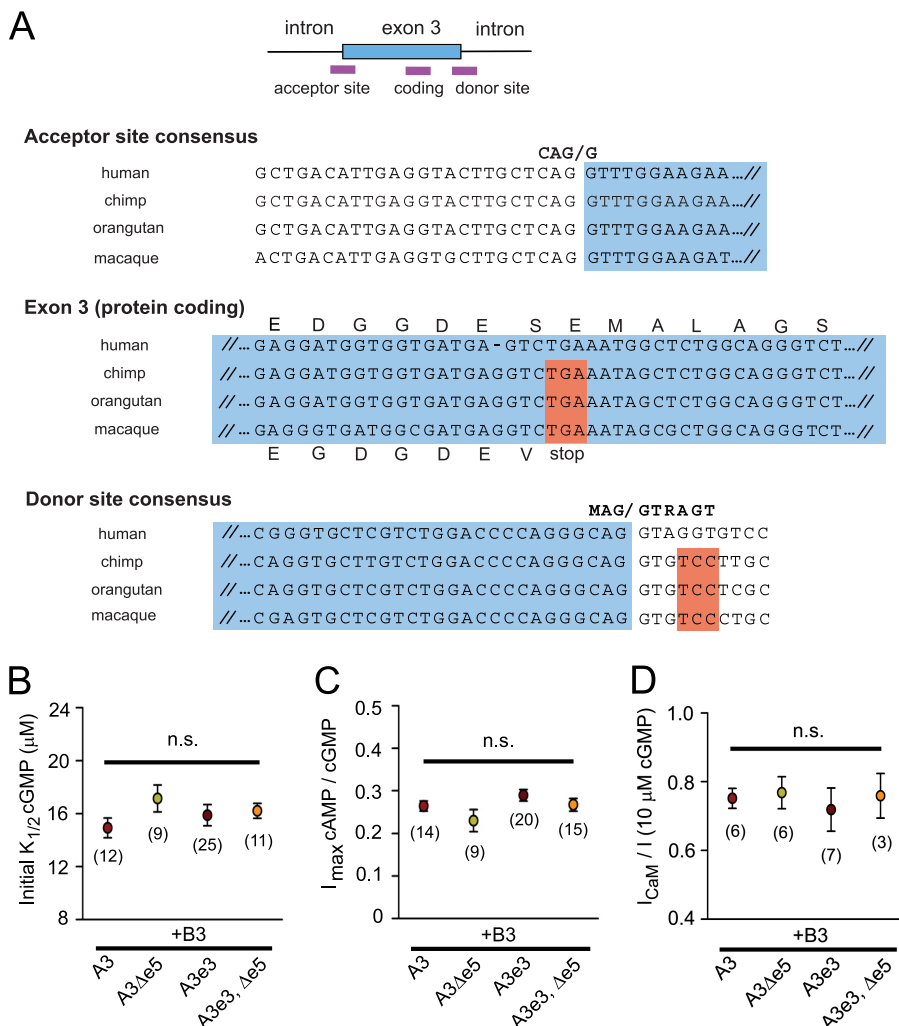 A
intron exon 3 intron
acceptor site coding donor site
Acceptor site consensus
CAG/G
human GCTGACATTGAGGTACTTGCTCAG GTTTGGAAGAA...//
chimp GCTGACATTGAGGTACTTGCTCAG GTTTGGAAGAA...//
orangutan GCTGACATTGAGGTACTTGCTCAG GTTTGGAAGAA...//
macaque ACTGACATTGAGGTGCTTGCTCAG GTTTGGAAGAT...//
Exon 3 (protein coding)
E D G G D E S E M A L A G S
human //...GAGGATGGTGGTGATGA-GTCTGAAATGGCTCTGGCAGGGTCT...//
chimp //...GAGGATGGTGGTGATGAGGTCTGAAATAGCTCTGGCAGGGTCT...//
orangutan //...GAGGATGGTGGTGATGAGGTCTGAAATAGCTCTGGCAGGGTCT...//
macaque //...GAGGGTGATGGCGATGAGGTCTGAAATAGCGCTGGCAGGGTCT...//
E G D G D E V stop
Donor site consensus
MAG/ GTRAGT
human //...CGGGTGCTCGTCTGGACCCCAGGGCAG GTAGGTGTCC
chimp //...CAGGTGCTTGTCTGGACCCCAGGGCAG GTGTCCTTGC
orangutan //...CAGGTGCTCGTCTGGACCCCAGGGCAG GTGTCCTCGC
macaque //...CGAGTGCTCGTCTGGACCCCAGGGCAG GTGTCCCTGC
B
Initial K1/2 cGMP (μM)
24
20
16
12
8
n.s.
(12) (9) (25) (11)
+B3
A3 A3Δe5 A3e3 A3e3, Δe5
C
Imax cAMP / cGMP
0.5
0.4
0.3
0.2
0.1
0
n.s.
(14) (9) (20) (15)
+B3
A3 A3Δe5 A3e3 A3e3, Δe5
D
ICaM / I (10 μM cGMP)
1.0
0.8
0.6
0.4
n.s.
(6) (6) (7) (3)
+B3
A3 A3Δe5 A3e3 A3e3, Δe5